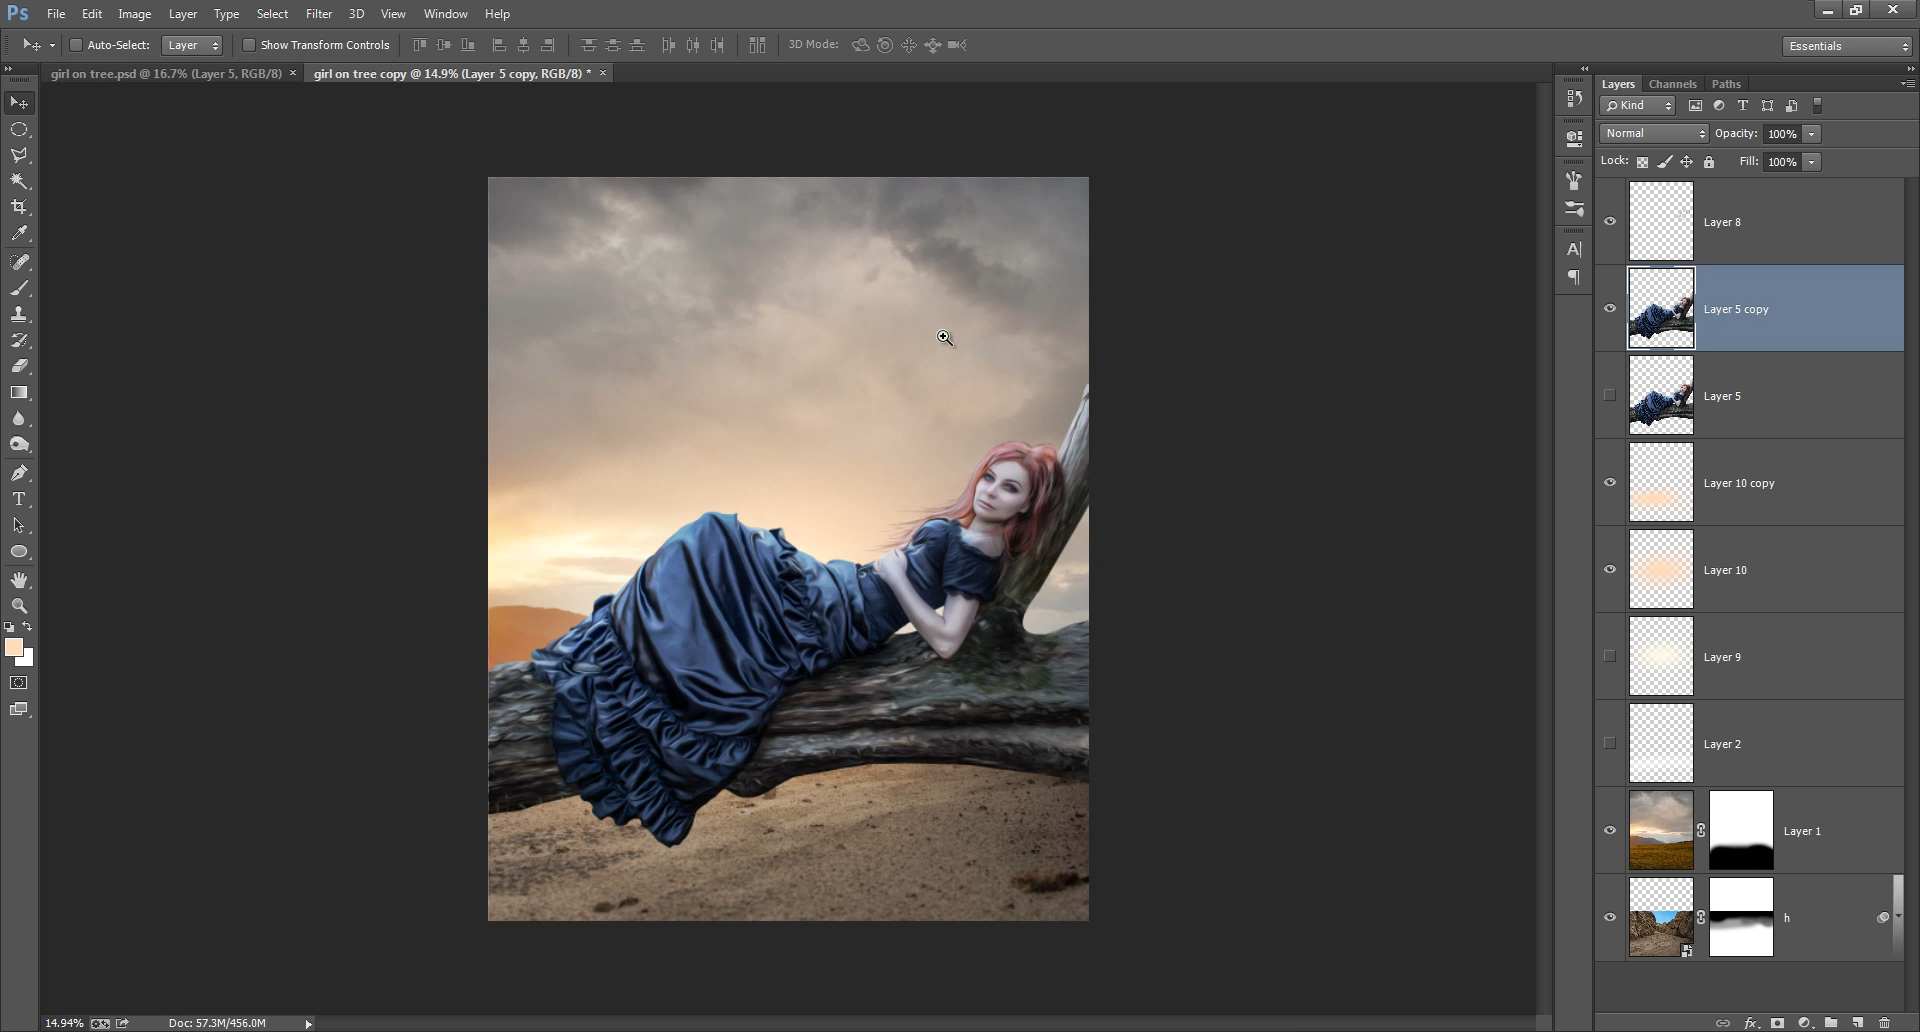 Ps File Edit Image Layer Type Select Filter 3D View Window Help
Auto-Select: Layer Show Transform Controls 3D Mode: Essentials
girl on tree.psd @ 16.7% (Layer 5, RGB/8) × girl on tree copy @ 14.9% (Layer 5 copy, RGB/8) * ×
Layers Channels Paths
Kind
Normal Opacity: 100%
Lock: Fill: 100%
Layer 8
Layer 5 copy
Layer 5
Layer 10 copy
Layer 10
Layer 9
Layer 2
Layer 1
h
14.94% Doc: 57.3M/456.0M